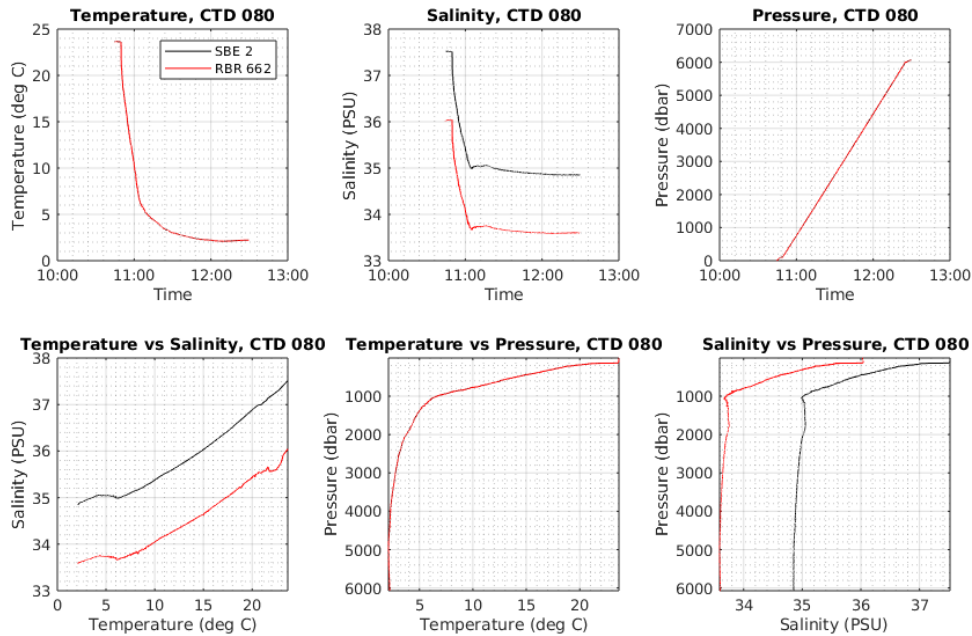 Temperature, CTD 080
Salinity, CTD 080
Pressure, CTD 080
25
20
15
10
5
0
Temperature (deg C)
SBE 2
RBR 662
10:00 11:00 12:00 13:00
Time
38
37
36
35
34
33
Salinity (PSU)
10:00 11:00 12:00 13:00
Time
7000
6000
5000
4000
3000
2000
1000
0
Pressure (dbar)
10:00 11:00 12:00 13:00
Time
Temperature vs Salinity, CTD 080
Temperature vs Pressure, CTD 080
Salinity vs Pressure, CTD 080
38
37
36
35
34
33
Salinity (PSU)
0 5 10 15 20
Temperature (deg C)
1000
2000
3000
4000
5000
6000
Pressure (dbar)
5 10 15 20
Temperature (deg C)
1000
2000
3000
4000
5000
6000
Pressure (dbar)
34 35 36 37
Salinity (PSU)